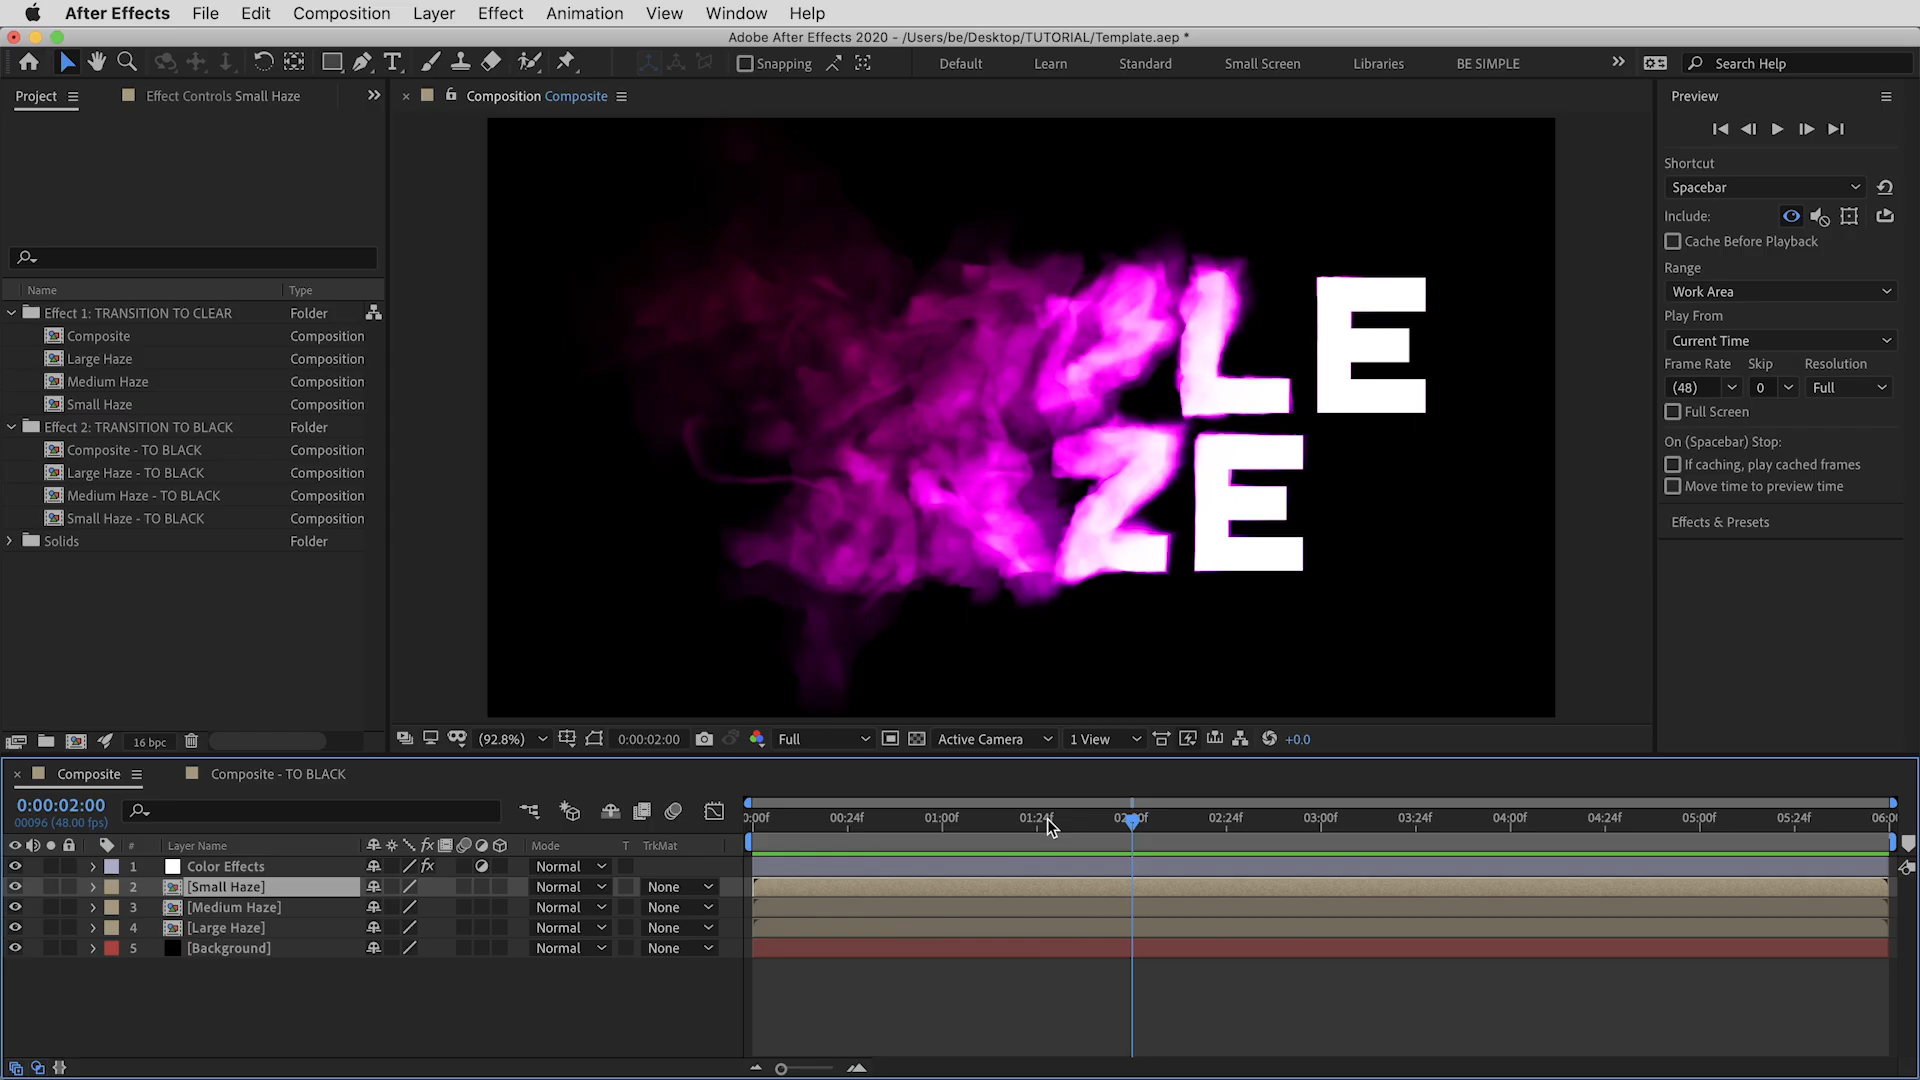 After Effects File Edit Composition Layer Effect Animation View Window Help
Adobe After Effects 2020 - /Users/be/Desktop/TUTORIAL/Template.aep *
Snapping Default Learn Standard Small Screen Libraries BE SIMPLE Search Help
Project Effect Controls Small Haze
Composition Composite
Preview
Shortcut
Spacebar
Include:
Cache Before Playback
Range
Work Area
Play From
Current Time
Frame Rate Skip Resolution
(48) 0 Full
Full Screen
On (Spacebar) Stop:
If caching, play cached frames
Move time to preview time
Effects & Presets
Name Type
Effect 1: TRANSITION TO CLEAR Folder
Composite Composition
Large Haze Composition
Medium Haze Composition
Small Haze Composition
Effect 2: TRANSITION TO BLACK Folder
Composite - TO BLACK Composition
Large Haze - TO BLACK Composition
Medium Haze - TO BLACK Composition
Small Haze - TO BLACK Composition
Solids Folder
LE
ZE
16 bpc
(92.8%) 0:00:02:00 Full Active Camera 1 View +0.0
Composite Composite - TO BLACK
0:00:02:00
00096 (48.00 fps)
00:24f 01:00f 01:24f 02:24f 03:00f 03:24f 04:00f 04:24f 05:00f 05:24f
# Layer Name fx Mode T TrkMat
1 Color Effects fx Normal
2 [Small Haze] Normal None
3 [Medium Haze] Normal None
4 [Large Haze] Normal None
5 [Background] Normal None